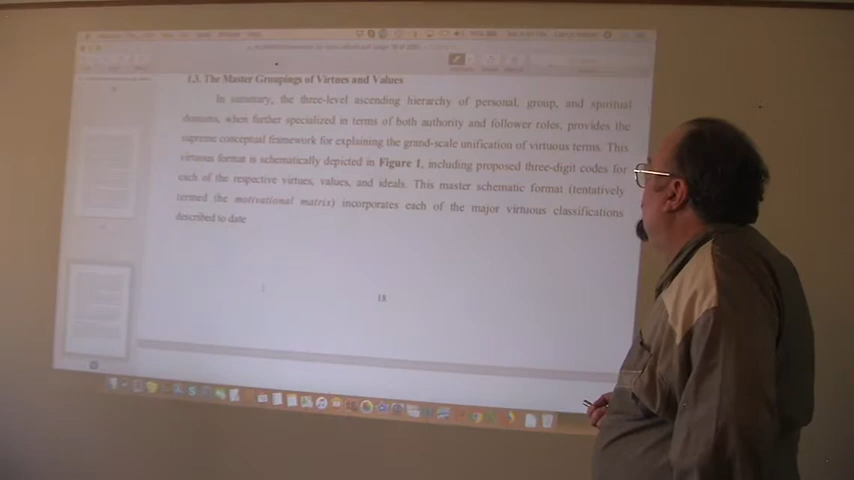 1.3. The Master Groupings of Virtues and Values
In summary, the three-level ascending hierarchy of personal, group, and spiritual
domains, when further specialized in terms of both authority and follower roles, provides the
supreme conceptual framework for explaining the grand-scale unification of virtuous terms. This
virtuous format is schematically depicted in Figure 1, including proposed three-digit codes for
each of the respective virtues, values, and ideals. This master schematic format (tentatively
termed the motivational matrix) incorporates each of the major virtuous classifications
described to date
18